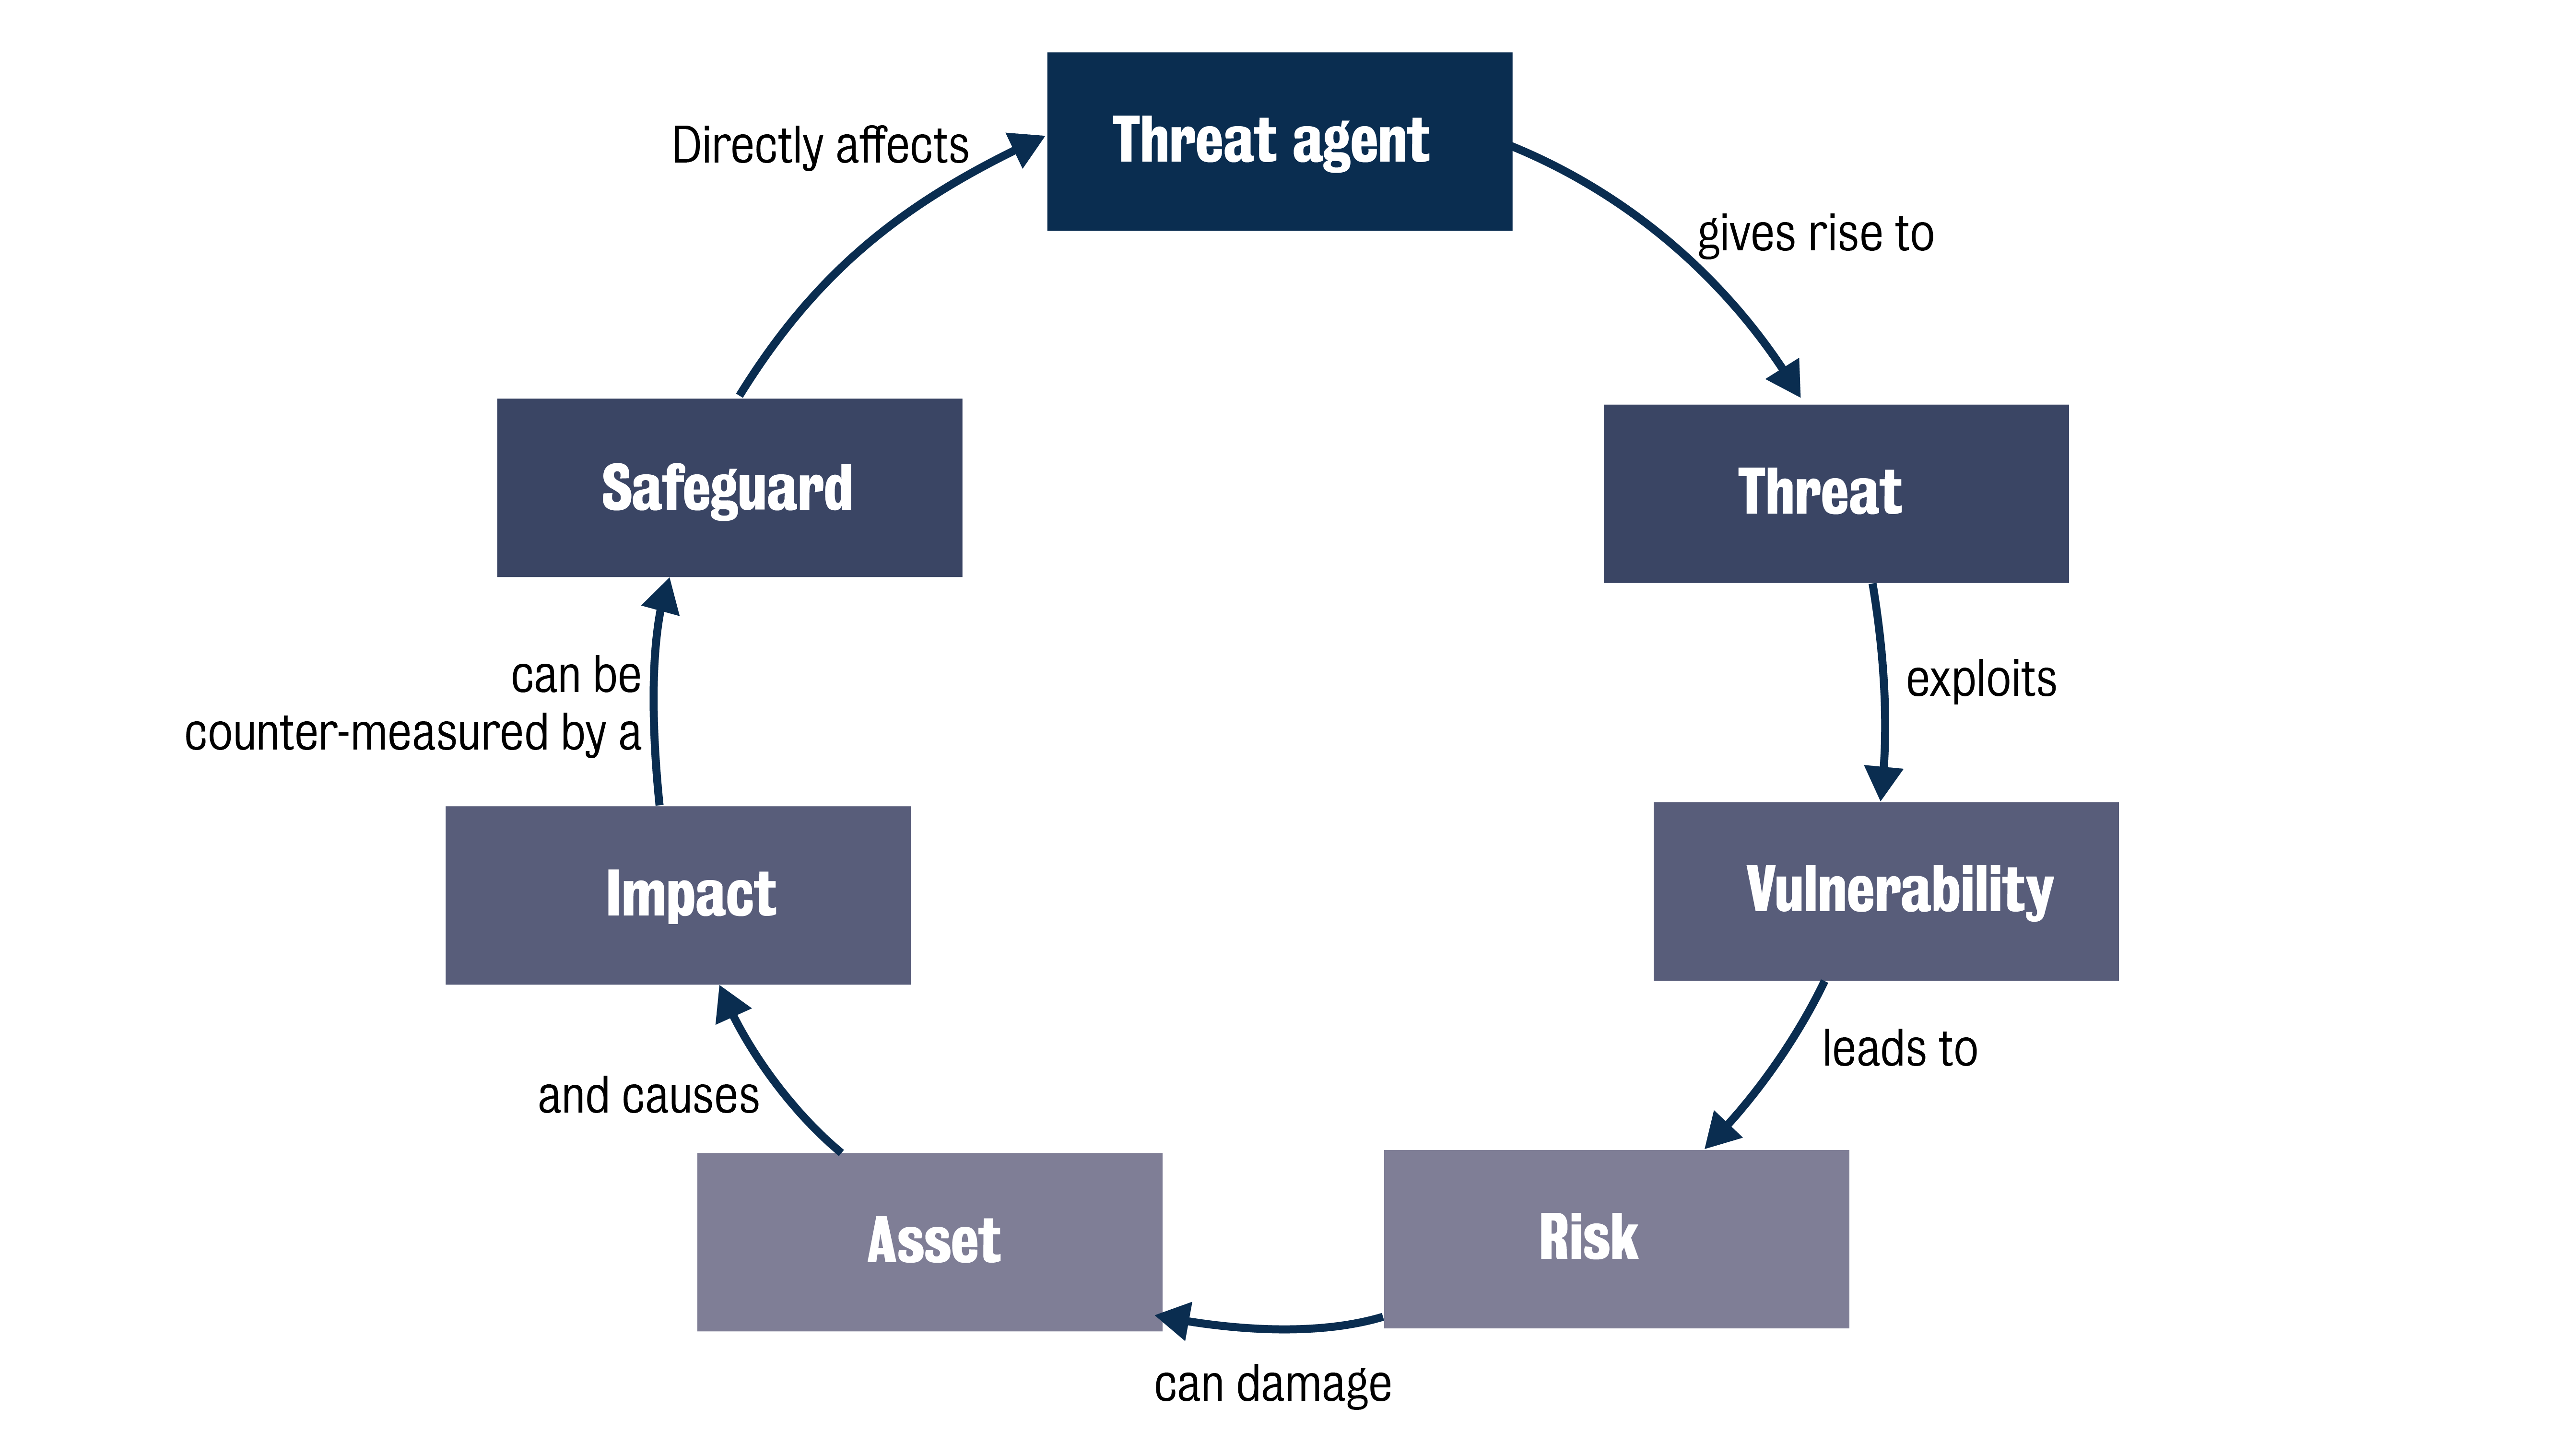 Threat agent
gives rise to
Threat
exploits
Vulnerability
leads to
Risk
can damage
Asset
and causes
Impact
can be
counter-measured by a
Safeguard
Directly affects